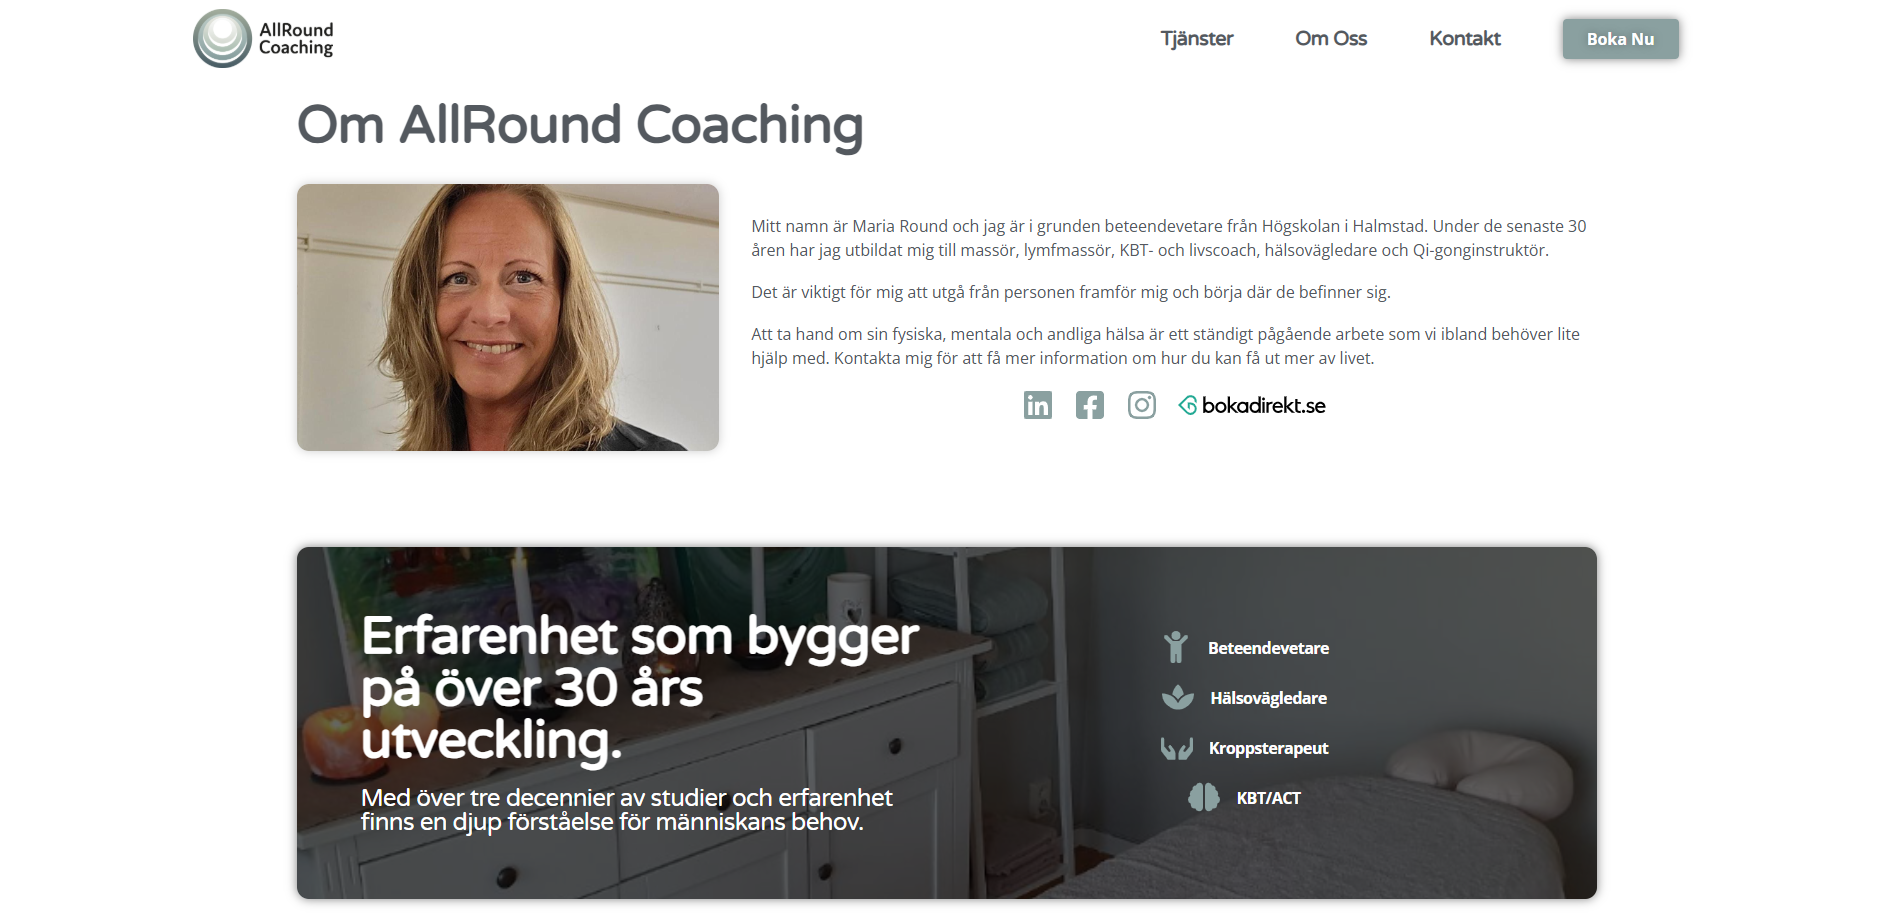 AllRound
Coaching
Tjänster
Om Oss
Kontakt
Boka Nu
Om AllRound Coaching
Mitt namn är Maria Round och jag är i grunden beteendevetare från Högskolan i Halmstad. Under de senaste 30
åren har jag utbildat mig till massör, lymfmassör, KBT- och livscoach, hälsovägledare och Qi-gonginstruktör.
Det är viktigt för mig att utgå från personen framför mig och börja där de befinner sig.
Att ta hand om sin fysiska, mentala och andliga hälsa är ett ständigt pågående arbete som vi ibland behöver lite
hjälp med. Kontakta mig för att få mer information om hur du kan få ut mer av livet.
bokadirekt.se
Erfarenhet som bygger
på över 30 års
utveckling.
Med över tre decennier av studier och erfarenhet
finns en djup förståelse för människans behov.
Beteendevetare
Hälsovägledare
Kroppsterapeut
KBT/ACT